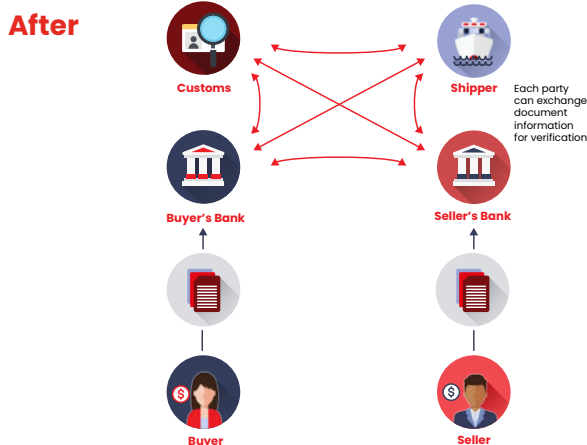 After
Customs
Shipper
Each party
can exchange
document
information
for verification
Buyer's Bank
Seller's Bank
$
$
Buyer
Seller